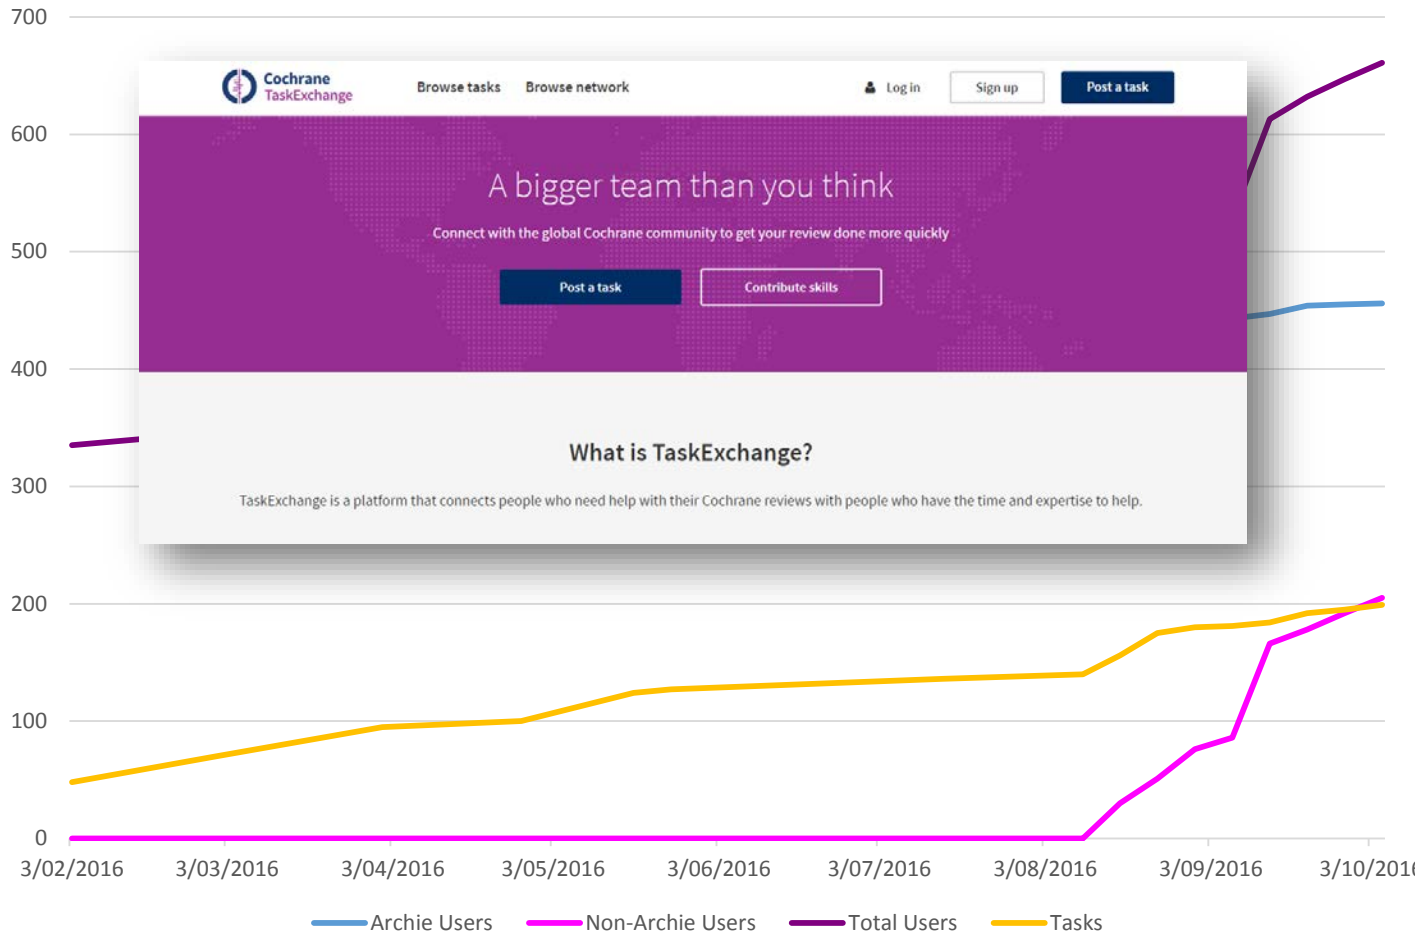 700
600
500
400
300
200
100
0
Cochrane
TaskExchange
Browse tasks Browse network
Log in
Sign up
Post a task
A bigger team than you think
Connect with the global Cochrane community to get your review done more quickly
Post a task
Contribute skills
What is TaskExchange?
TaskExchange is a platform that connects people who need help with their Cochrane reviews with people who have the time and expertise to help.
3/02/2016 3/03/2016 3/04/2016 3/05/2016 3/06/2016 3/07/2016 3/08/2016 3/09/2016 3/10/2016
Archie Users Non-Archie Users Total Users Tasks